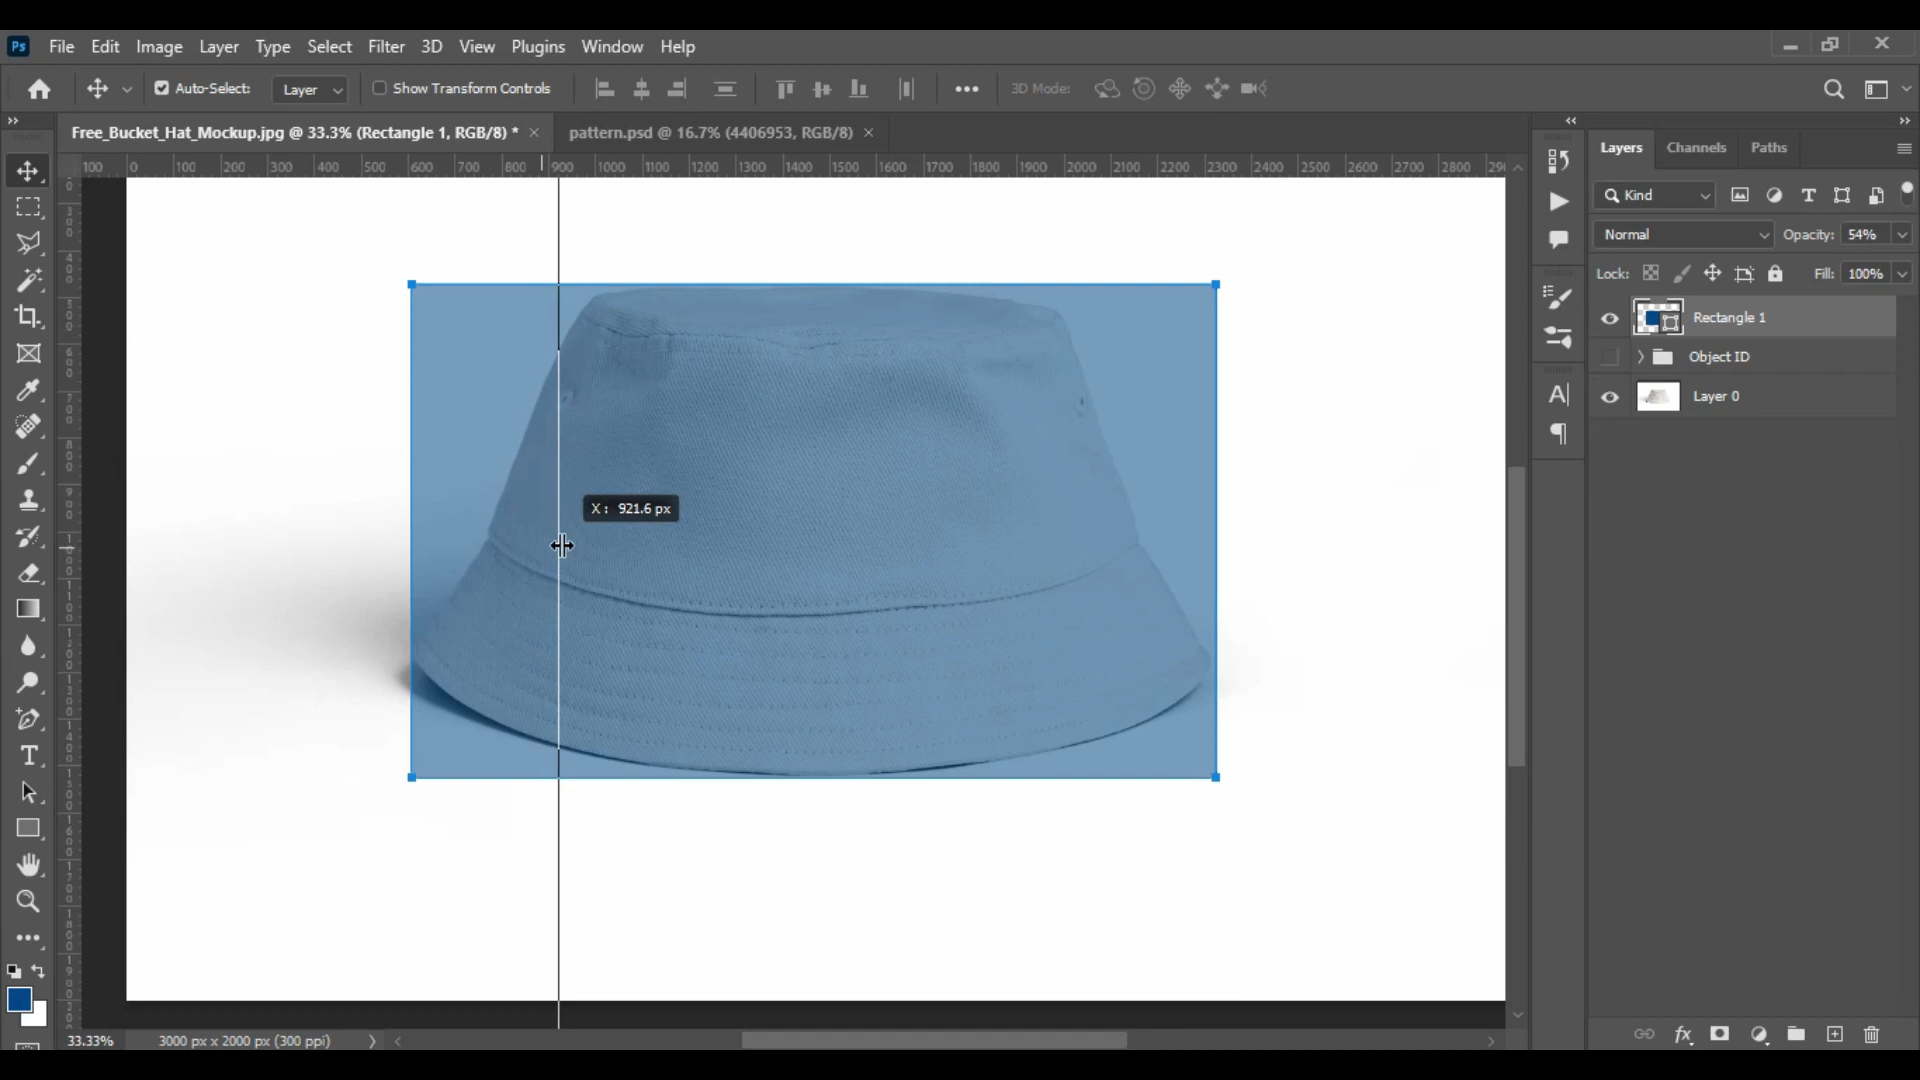 Ps File Edit Image Layer Type Select Filter 3D View Plugins Window Help
Auto-Select: Layer Show Transform Controls 3D Mode:
Free_Bucket_Hat_Mockup.jpg @ 33.3% (Rectangle 1, RGB/8) * pattern.psd @ 16.7% (4406953, RGB/8)
100 0 100 200 300 400 500 600 700 800 900 1000 1100 1200 1300 1400 1500 1600 1700 1800 1900 2000 2100 2200 2300 2400 2500 2600 2700 2800
Layers Channels Paths
Kind
Normal Opacity: 54%
Lock: Fill: 100%
Rectangle 1
Object ID
Layer 0
X : 921.6 px
33.33% 3000 px x 2000 px (300 ppi)